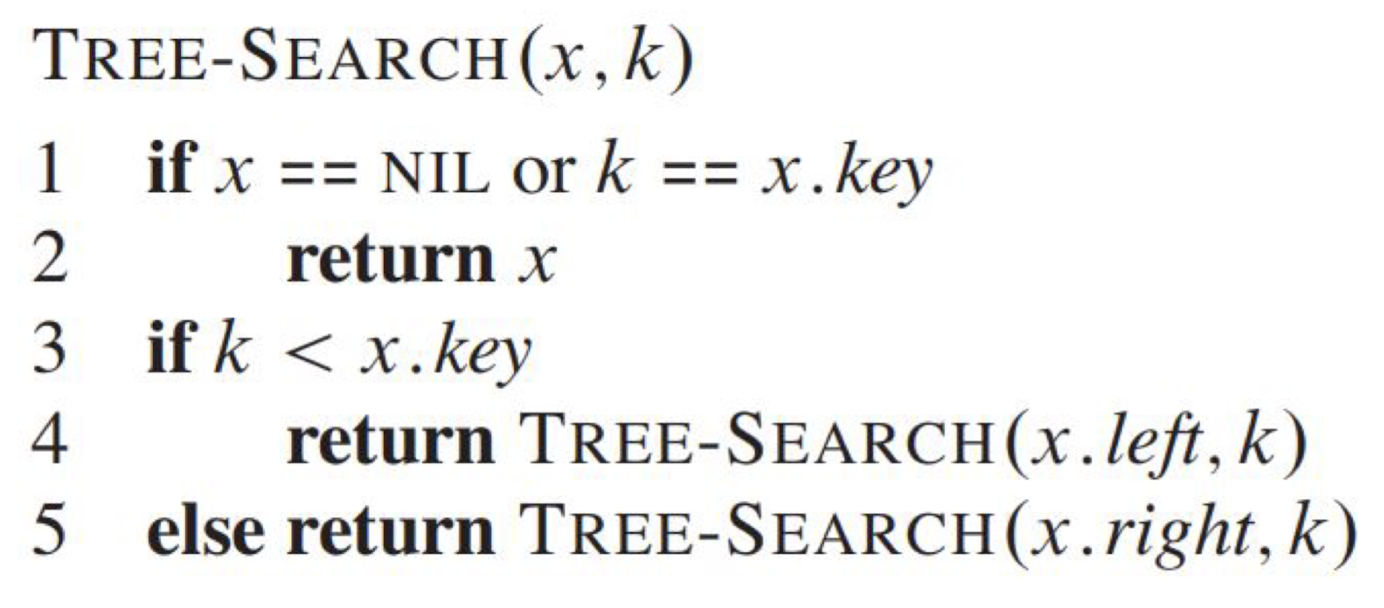 TREE-SEARCH(x, k)
1 if x == NIL or k == x.key
2 return x
3 if k < x.key
4 return TREE-SEARCH(x.left, k)
5 else return TREE-SEARCH(x.right, k)